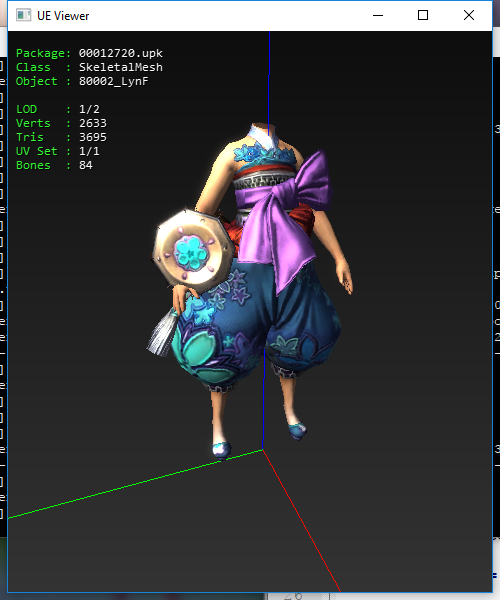 UE Viewer
Package: 00012720.upk
Class  : SkeletalMesh
Object : 80002_LynF
LOD    : 1/2
Verts  : 2633
Tris   : 3695
UV Set : 1/1
Bones  : 84
26